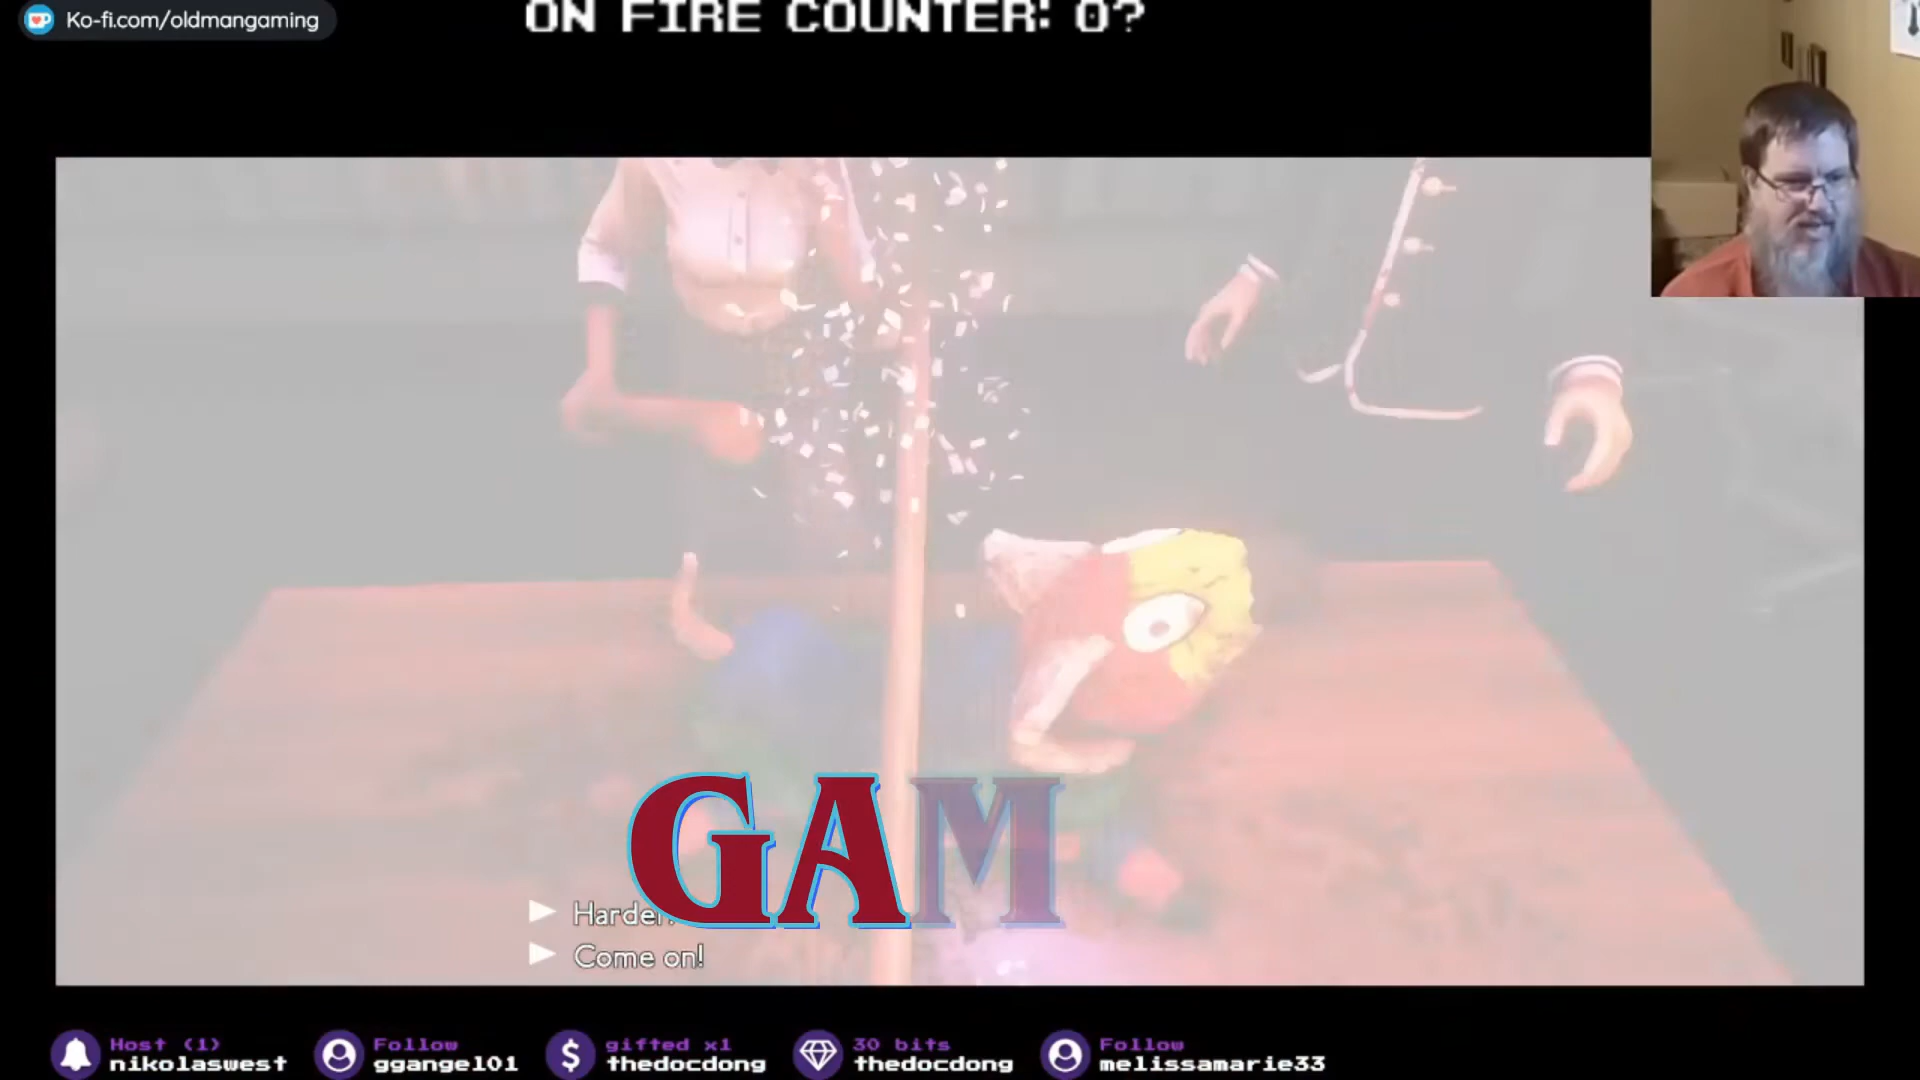 Ko-fi.com/oldmangaming
ON FIRE COUNTER: 0?
GAM
Harder!
Come on!
Host (1)
nikolaswest
Follow
ggangel01
gifted x1
thedocdong
30 bits
thedocdong
Follow
melissamarie33